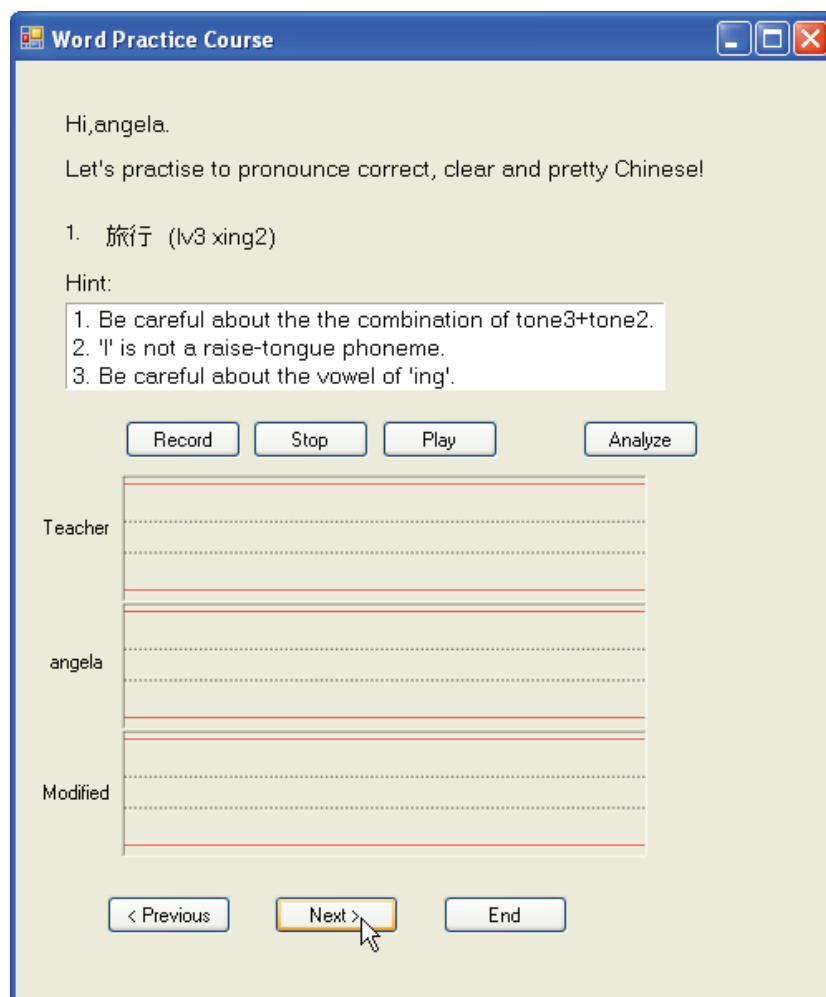 Word Practice Course
Hi,angela.
Let's practise to pronounce correct, clear and pretty Chinese!
1. 旅行 (lv3 xing2)
Hint:
1. Be careful about the the combination of tone3+tone2.
2. 'l' is not a raise-tongue phoneme.
3. Be careful about the vowel of 'ing'.
Record Stop Play Analyze
Teacher
angela
Modified
< Previous Next > End